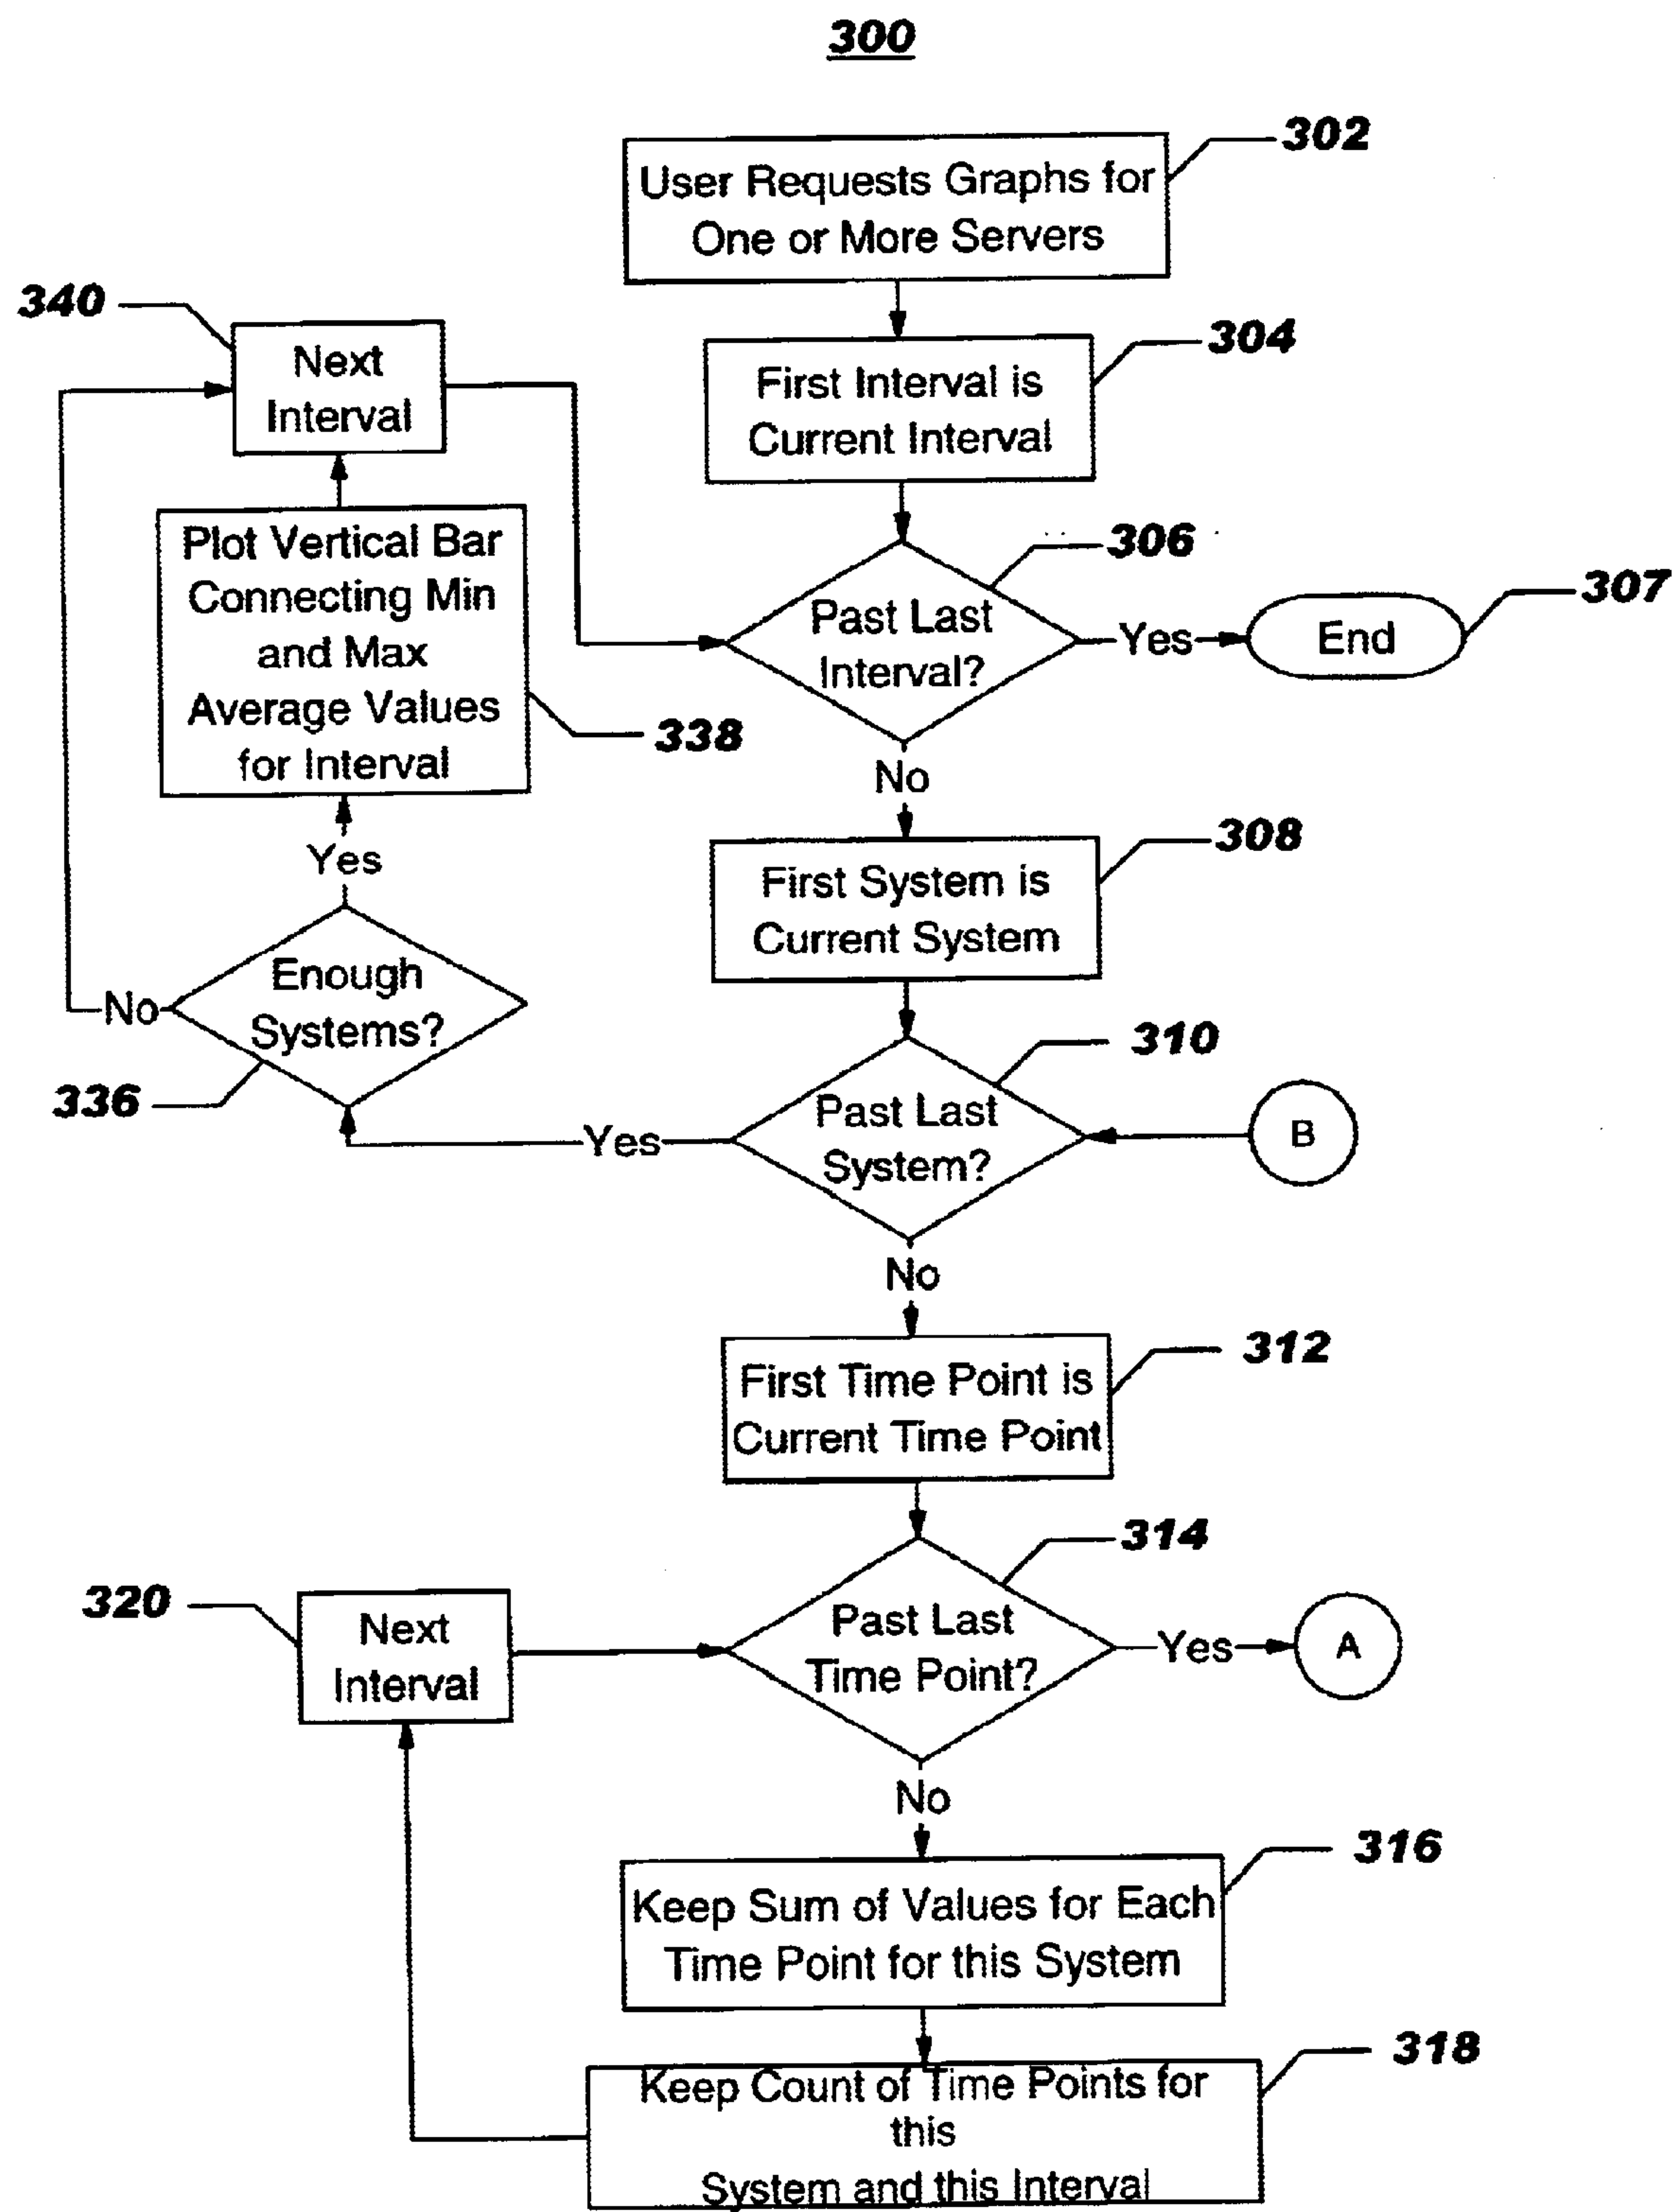 300
302
User Requests Graphs for
One or More Servers
340
Next
Interval
304
First Interval is
Current Interval
Plot Vertical Bar
Connecting Min
and Max
Average Values
for Interval
338
306
Past Last
Interval?
Yes
End
307
No
308
First System is
Current System
Yes
Enough
Systems?
No
336
310
Past Last
System?
Yes
B
No
312
First Time Point is
Current Time Point
314
Past Last
Time Point?
Yes
A
320
Next
Interval
No
316
Keep Sum of Values for Each
Time Point for this System
318
Keep Count of Time Points for
this
System and this Interval